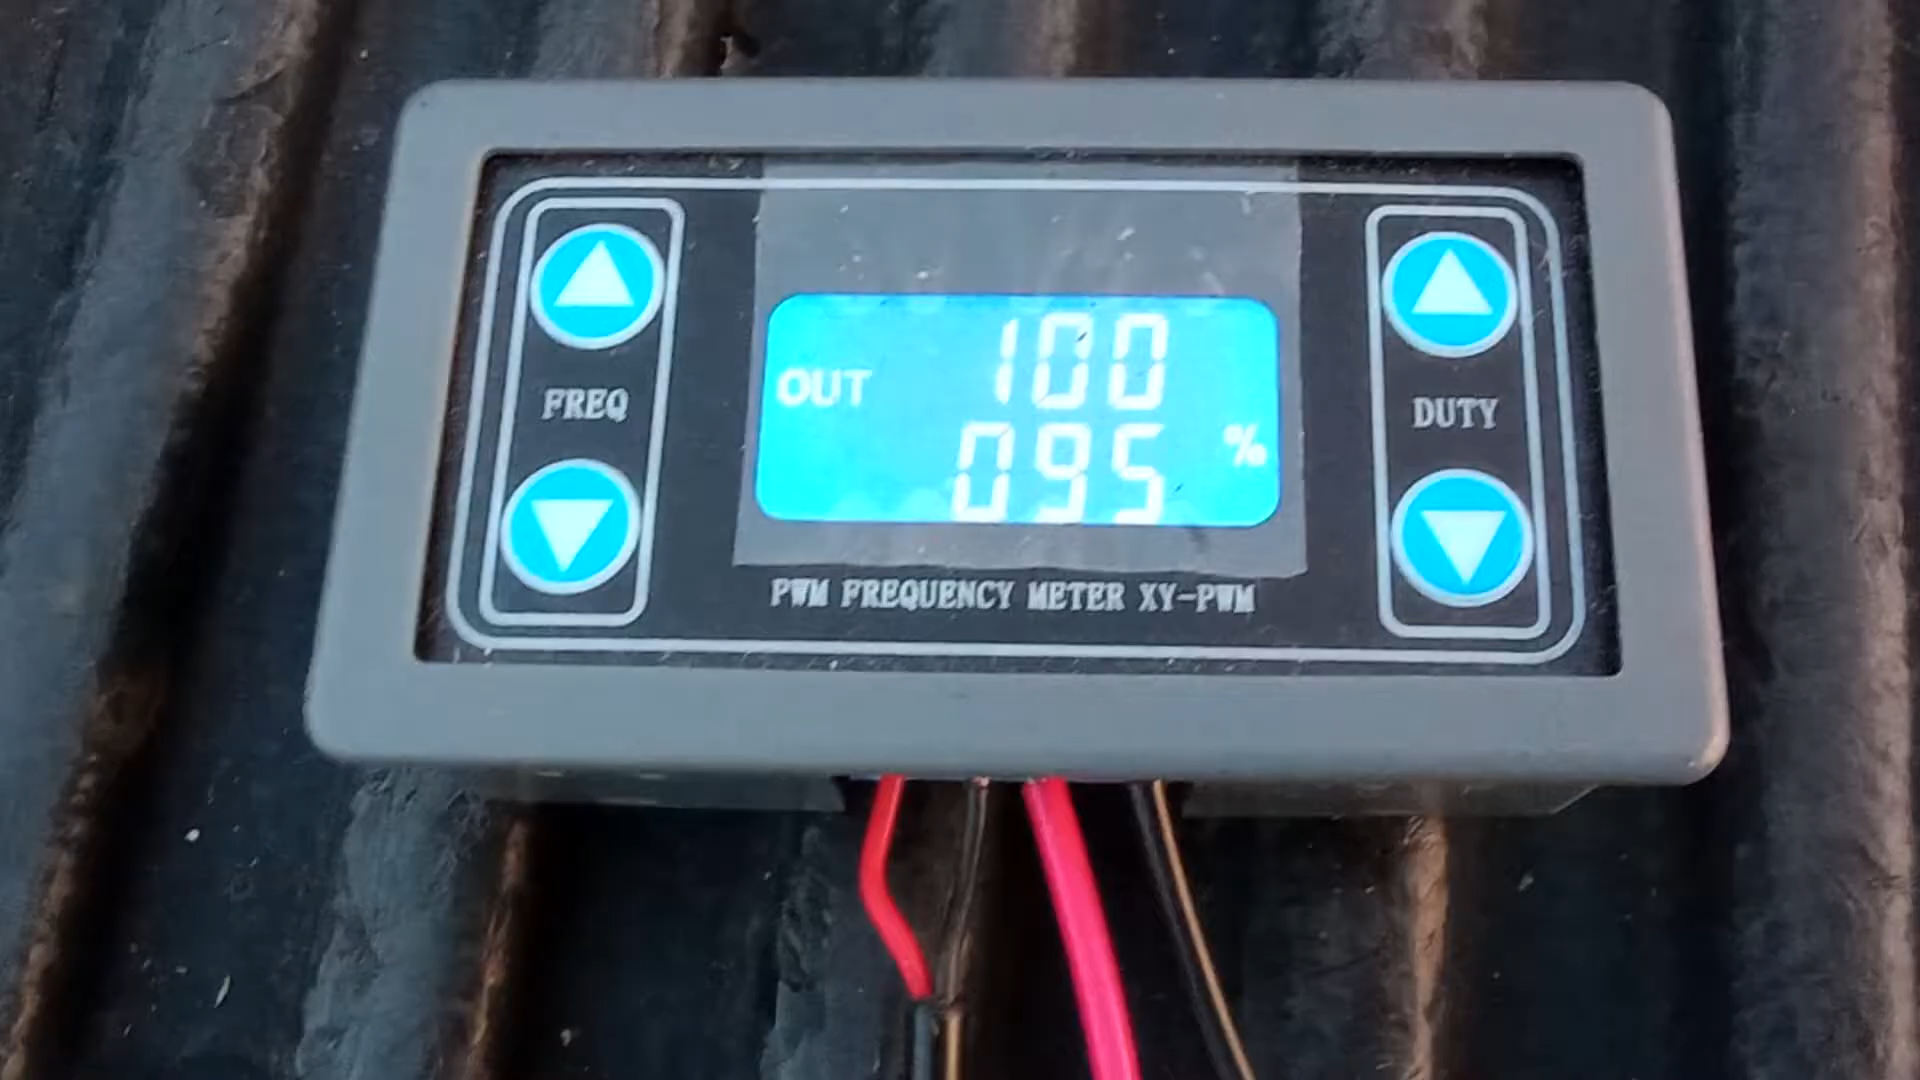 OUT 100
095 %
FREQ
DUTY
PWM FREQUENCY METER XY-PWM